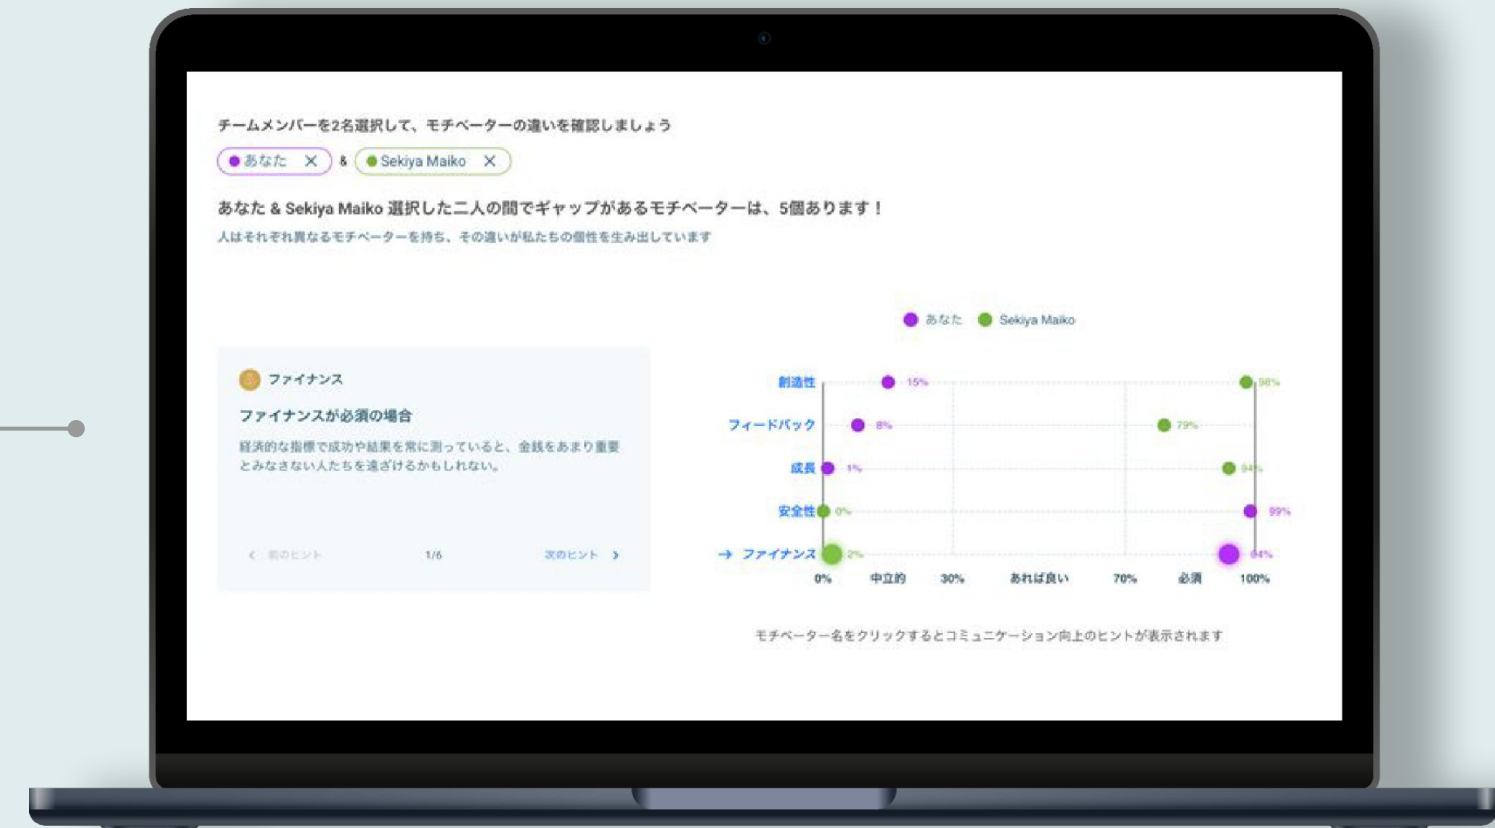 チームメンバーを2名選択して、モチベーターの違いを確認しましょう
あなた × & Sekiya Maiko ×
あなた & Sekiya Maiko 選択した二人の間でギャップがあるモチベーターは、5個あります！
人はそれぞれ異なるモチベーターを持ち、その違いが私たちの個性を生み出しています
あなた Sekiya Maiko
ファイナンス
ファイナンスが必須の場合
経済的な指標で成功や結果を常に測っていると、金銭をあまり重要
とみなさない人たちを遠ざけるかもしれない。
< 前のヒント 1/6 次のヒント >
創造性 15% 98%
フィードバック 8% 79%
成長 1% 94%
安全性 0% 99%
→ ファイナンス 2% 94%
0% 中立的 30% あれば良い 70% 必須 100%
モチベーター名をクリックするとコミュニケーション向上のヒントが表示されます